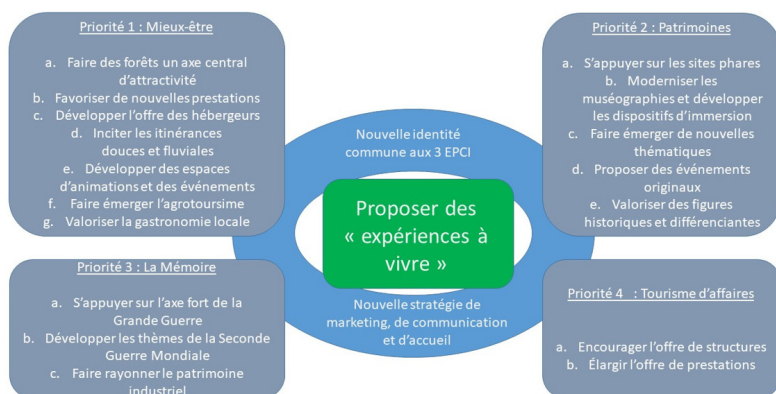 Priorité 1 : Mieux-être
a. Faire des forêts un axe central
d'attractivité
b. Favoriser de nouvelles prestations
c. Développer l'offre des hébergeurs
d. Inciter les itinérances
douces et fluviales
e. Développer des espaces
d'animations et des événements
f. Faire émerger l'agrotoursime
g. Valoriser la gastronomie locale
Priorité 2 : Patrimoines
a. S'appuyer sur les sites phares
b. Moderniser les
muséographies et développer
les dispositifs d'immersion
c. Faire émerger de nouvelles
thématiques
d. Proposer des événements
originaux
e. Valoriser des figures
historiques et différenciantes
Nouvelle identité
commune aux 3 EPCI
Proposer des
« expériences à
vivre »
Nouvelle stratégie de
marketing, de communication
et d'accueil
Priorité 3 : La Mémoire
a. S'appuyer sur l'axe fort de la
Grande Guerre
b. Développer les thèmes de la Seconde
Guerre Mondiale
c. Faire rayonner le patrimoine
industriel
Priorité 4 : Tourisme d'affaires
a. Encourager l'offre de structures
b. Élargir l'offre de prestations